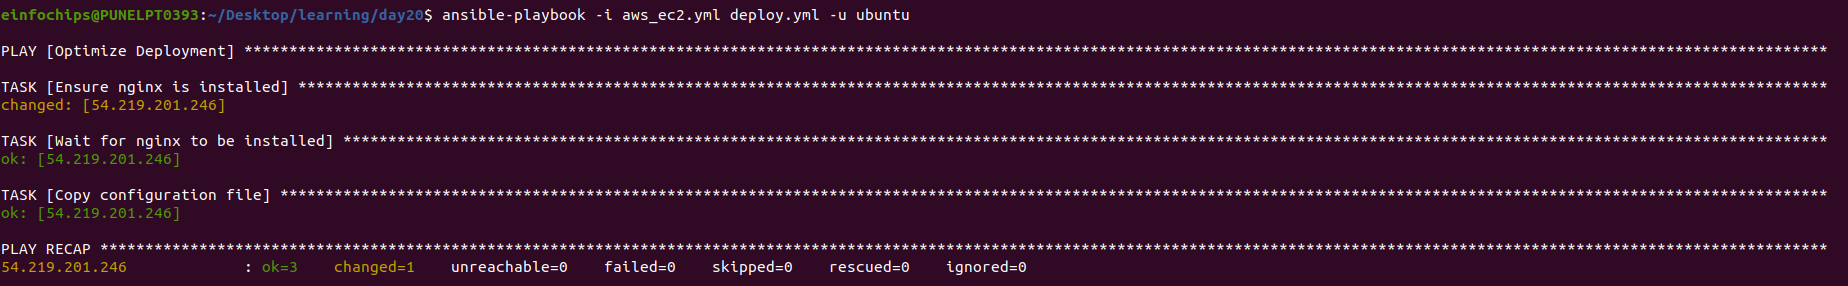 einfochips@PUNELPT0393:~/Desktop/learning/day20$ ansible-playbook -i aws_ec2.yml deploy.yml -u ubuntu
PLAY [Optimize Deployment] ********************************************************************************************************************************************************************************
TASK [Ensure nginx is installed] **************************************************************************************************************************************************************************
changed: [54.219.201.246]
TASK [Wait for nginx to be installed] *********************************************************************************************************************************************************************
ok: [54.219.201.246]
TASK [Copy configuration file] ****************************************************************************************************************************************************************************
ok: [54.219.201.246]
PLAY RECAP ************************************************************************************************************************************************************************************************
54.219.201.246             : ok=3    changed=1    unreachable=0    failed=0    skipped=0    rescued=0    ignored=0